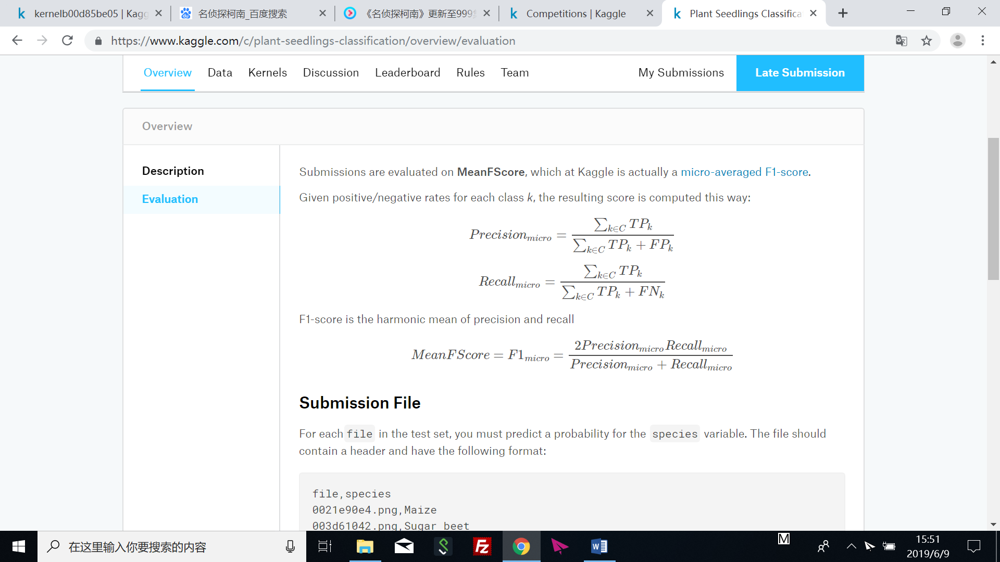 kernelb00d85be05 | Kagg
名侦探柯南_百度搜索
《名侦探柯南》更新至999
Competitions | Kaggle
Plant Seedlings Classifica
https://www.kaggle.com/c/plant-seedlings-classification/overview/evaluation
Overview Data Kernels Discussion Leaderboard Rules Team My Submissions Late Submission
Overview
Description
Evaluation
Submissions are evaluated on MeanFScore, which at Kaggle is actually a micro-averaged F1-score.
Given positive/negative rates for each class k, the resulting score is computed this way:
Precision_{micro} = \frac{\sum_{k∈C} TP_k}{\sum_{k∈C} TP_k + FP_k}
Recall_{micro} = \frac{\sum_{k∈C} TP_k}{\sum_{k∈C} TP_k + FN_k}
F1-score is the harmonic mean of precision and recall
MeanFScore = F1_{micro} = \frac{2Precision_{micro} Recall_{micro}}{Precision_{micro} + Recall_{micro}}
Submission File
For each file in the test set, you must predict a probability for the species variable. The file should
contain a header and have the following format:
file,species
0021e90e4.png,Maize
003d61042.png,Sugar beet
在这里输入你要搜索的内容
M
15:51
2019/6/9